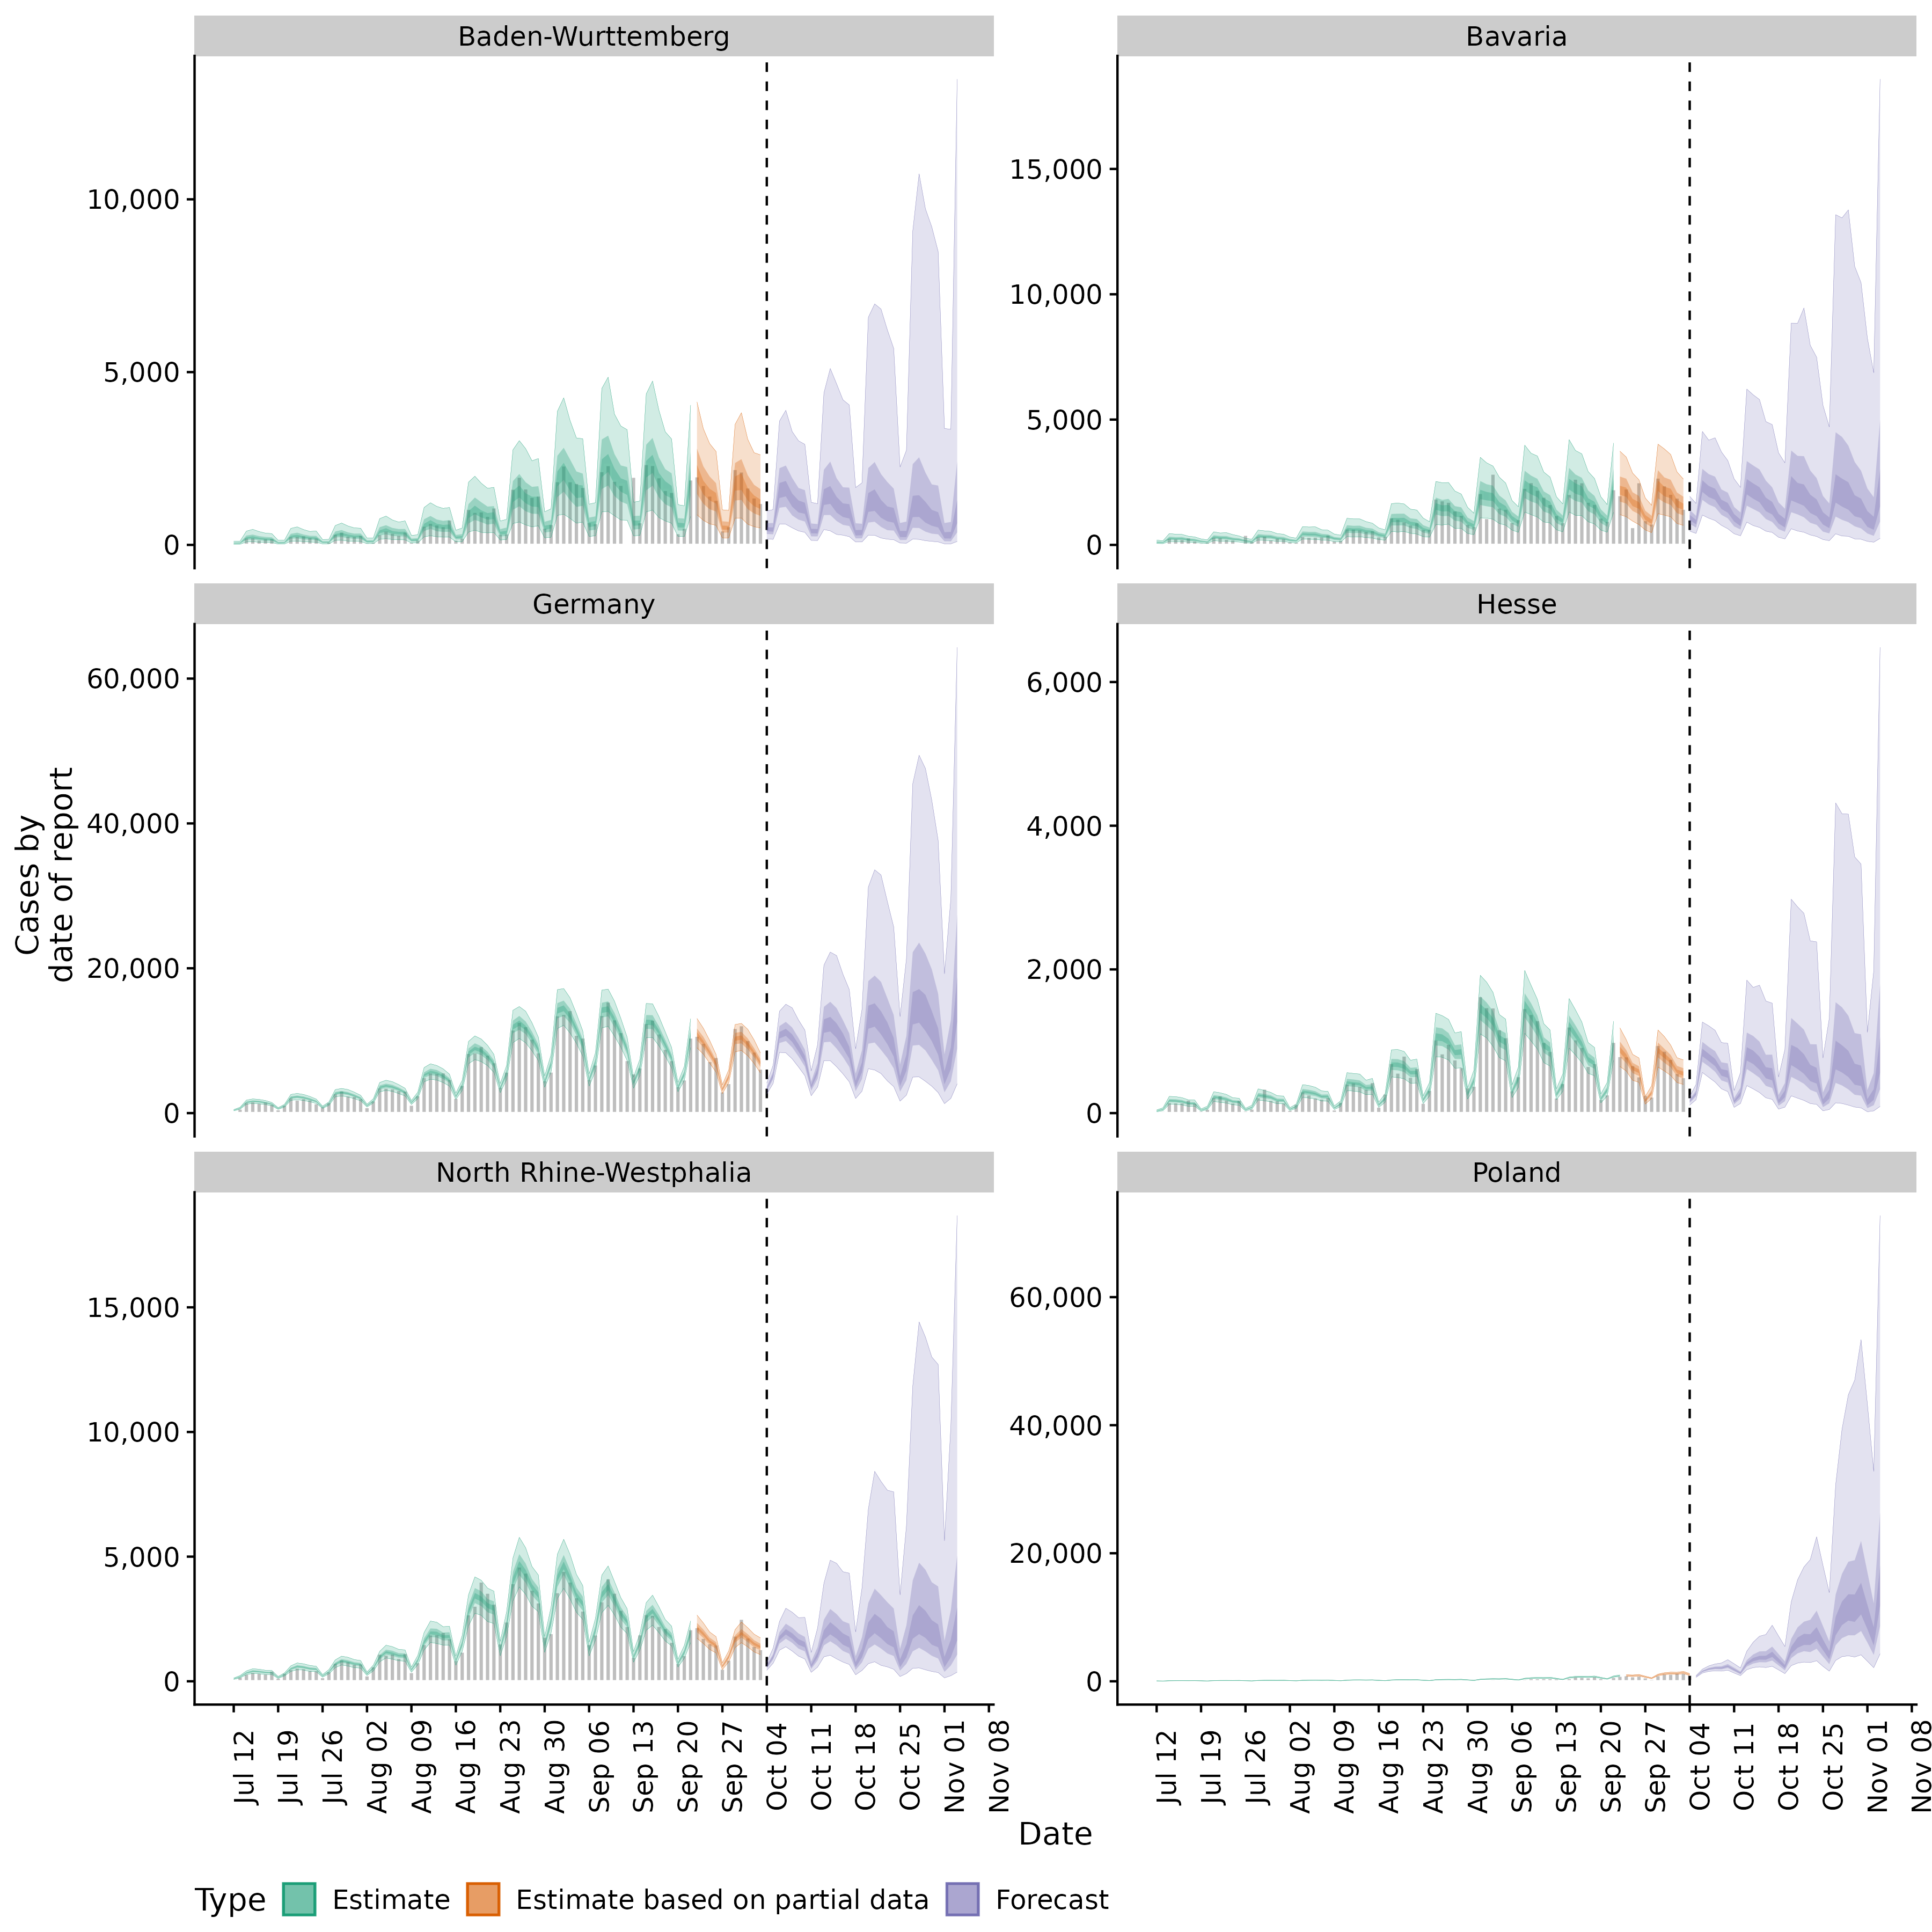 Baden-Wurttemberg
Bavaria
10,000
5,000
0
15,000
10,000
5,000
0
Germany
Hesse
60,000
40,000
20,000
0
6,000
4,000
2,000
0
Cases by
date of report
North Rhine-Westphalia
Poland
15,000
10,000
5,000
0
60,000
40,000
20,000
0
Jul 12
Jul 19
Jul 26
Aug 02
Aug 09
Aug 16
Aug 23
Aug 30
Sep 06
Sep 13
Sep 20
Sep 27
Oct 04
Oct 11
Oct 18
Oct 25
Nov 01
Nov 08
Jul 12
Jul 19
Jul 26
Aug 02
Aug 09
Aug 16
Aug 23
Aug 30
Sep 06
Sep 13
Sep 20
Sep 27
Oct 04
Oct 11
Oct 18
Oct 25
Nov 01
Nov 08
Date
Type
Estimate
Estimate based on partial data
Forecast